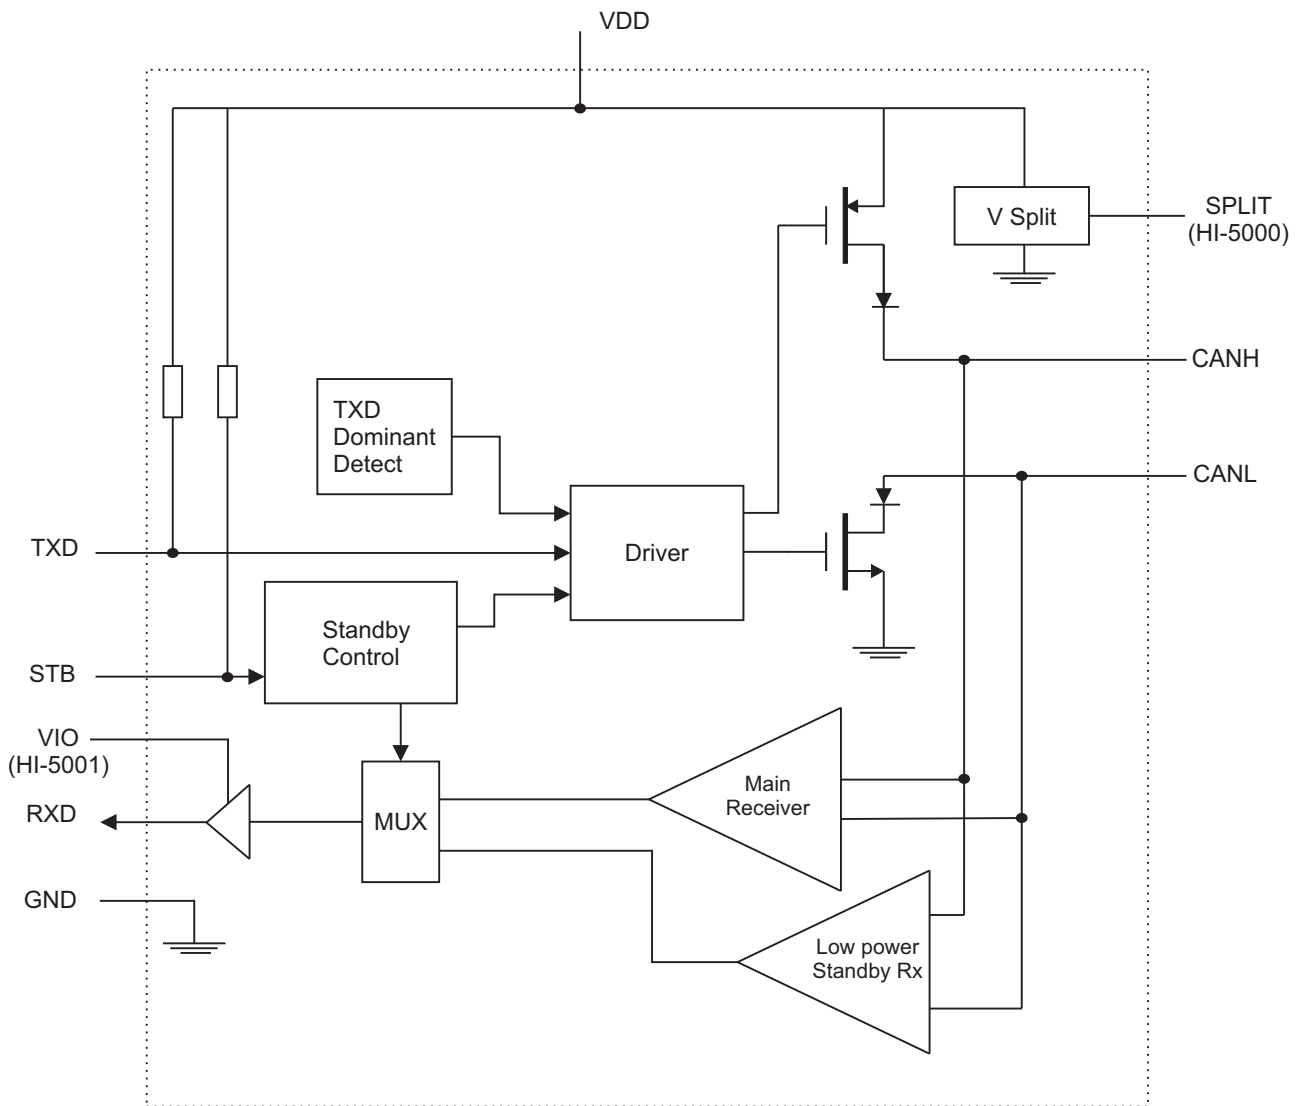 VDD
V Split
SPLIT
(HI-5000)
CANH
TXD
Dominant
Detect
CANL
TXD
Driver
Standby
Control
STB
VIO
(HI-5001)
RXD
MUX
Main
Receiver
GND
Low power
Standby Rx